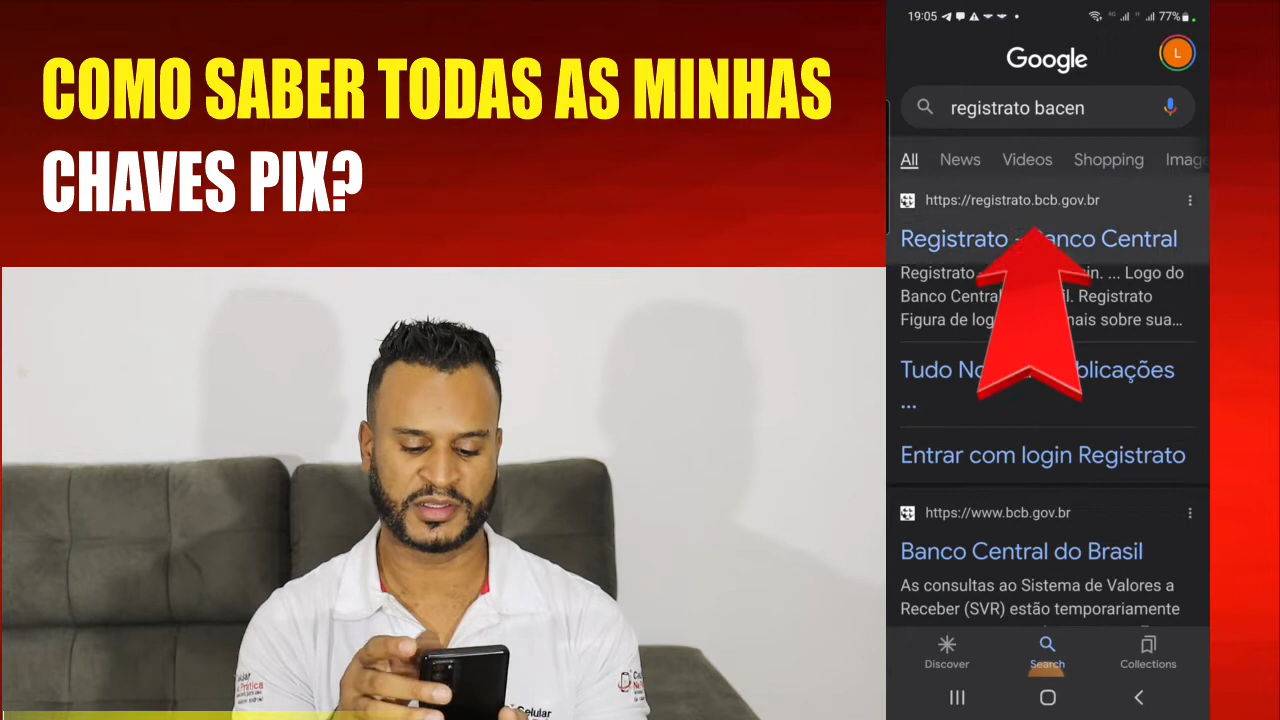 COMO SABER TODAS AS MINHAS
CHAVES PIX?
19:05
77%
Google
L
registrato bacen
All News Videos Shopping
https://registrato.bcb.gov.br
Registrato - Banco Central
Registrato ... Logo do
Banco Central Registrato
Figura de mais sobre sua...
Tudo
...
Entrar com login Registrato
https://www.bcb.gov.br
Banco Central do Brasil
As consultas ao Sistema de Valores a
Receber (SVR) estão temporariamente
Discover Search Collections
Celular